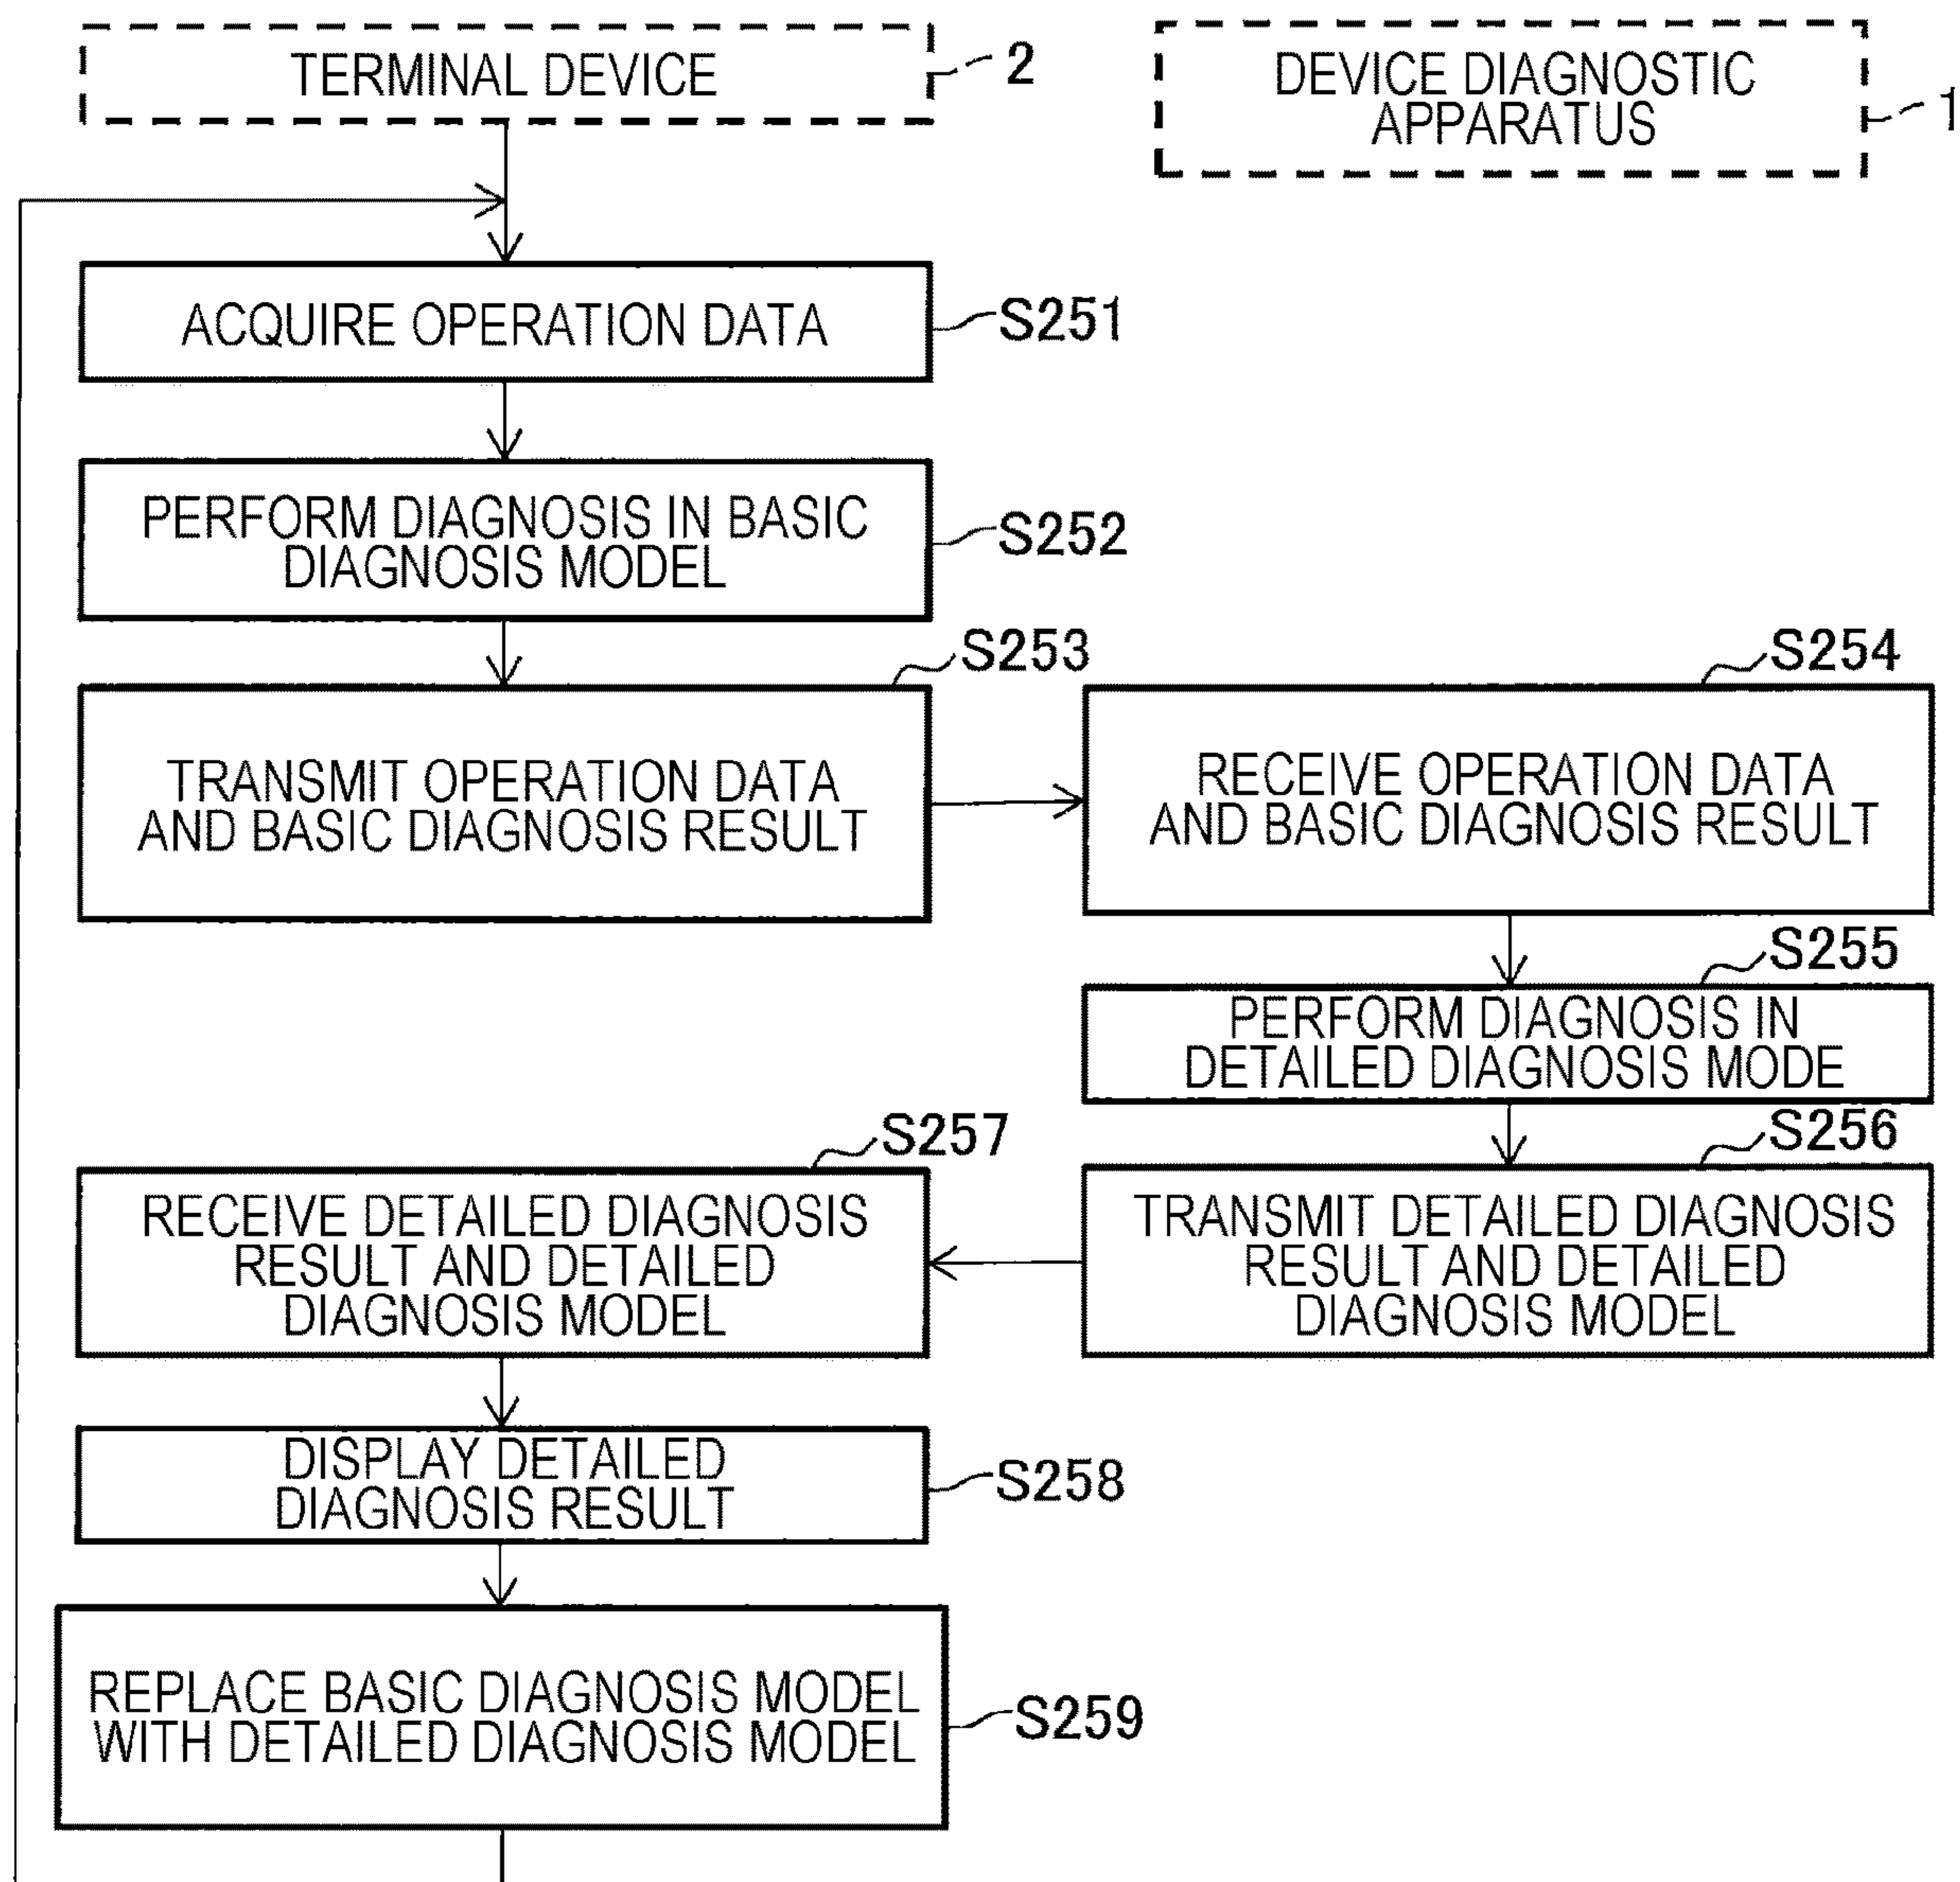 TERMINAL DEVICE
2
DEVICE DIAGNOSTIC
APPARATUS
1
ACQUIRE OPERATION DATA
S251
PERFORM DIAGNOSIS IN BASIC
DIAGNOSIS MODEL
S252
S253
TRANSMIT OPERATION DATA
AND BASIC DIAGNOSIS RESULT
S254
RECEIVE OPERATION DATA
AND BASIC DIAGNOSIS RESULT
S255
PERFORM DIAGNOSIS IN
DETAILED DIAGNOSIS MODE
S256
TRANSMIT DETAILED DIAGNOSIS
RESULT AND DETAILED
DIAGNOSIS MODEL
S257
RECEIVE DETAILED DIAGNOSIS
RESULT AND DETAILED
DIAGNOSIS MODEL
DISPLAY DETAILED
DIAGNOSIS RESULT
S258
REPLACE BASIC DIAGNOSIS MODEL
WITH DETAILED DIAGNOSIS MODEL
S259